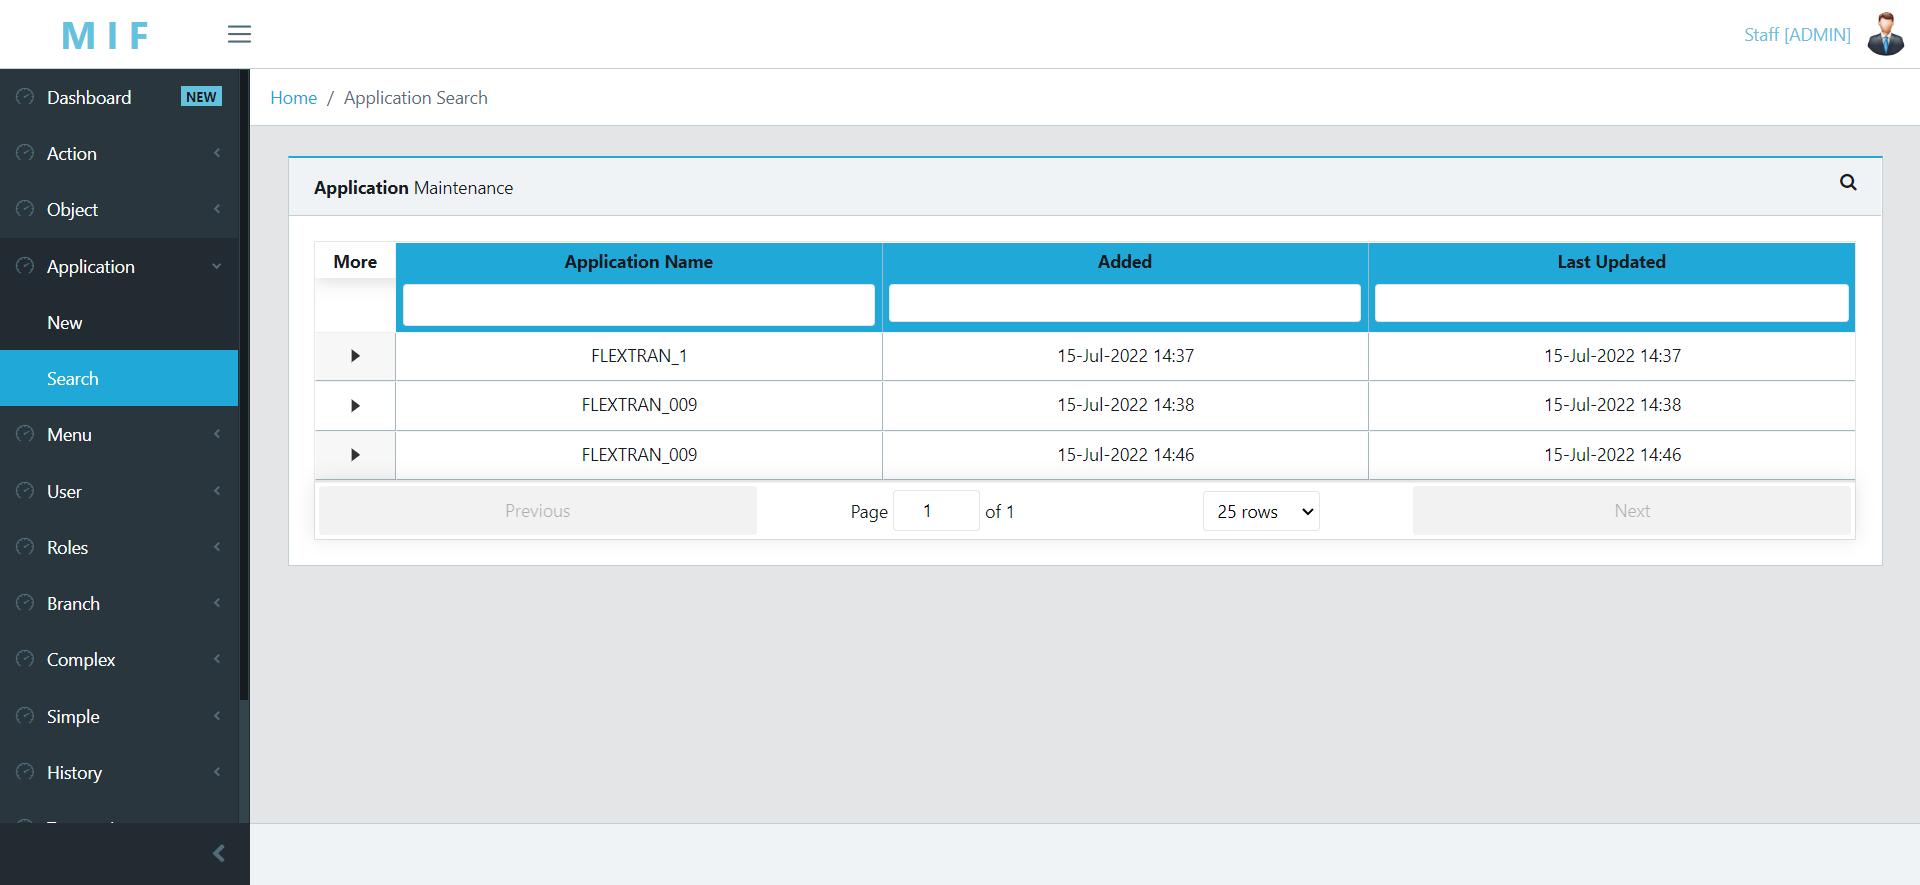 M I F
Staff [ADMIN]
Dashboard NEW
Action
Object
Application
New
Search
Menu
User
Roles
Branch
Complex
Simple
History
Home / Application Search
Application Maintenance
More Application Name Added Last Updated
FLEXTRAN_1 15-Jul-2022 14:37 15-Jul-2022 14:37
FLEXTRAN_009 15-Jul-2022 14:38 15-Jul-2022 14:38
FLEXTRAN_009 15-Jul-2022 14:46 15-Jul-2022 14:46
Previous Page 1 of 1 25 rows Next